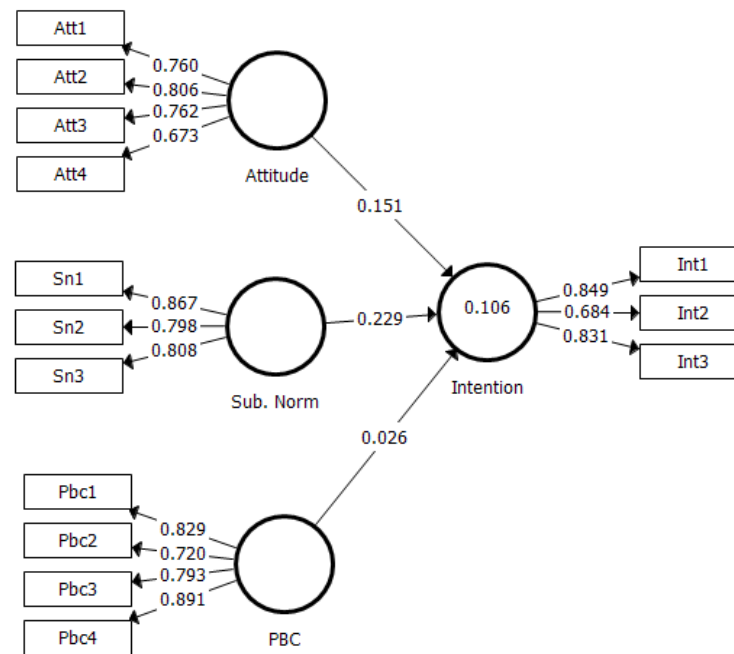 Att1
0.760
Att2
0.806
Att3
0.762
Att4
0.673
Attitude
0.151
Sn1
0.867
Sn2
0.798
Sn3
0.808
Sub. Norm
0.229
0.106
Intention
0.849
Int1
0.684
Int2
0.831
Int3
0.026
Pbc1
0.829
Pbc2
0.720
Pbc3
0.793
Pbc4
0.891
PBC